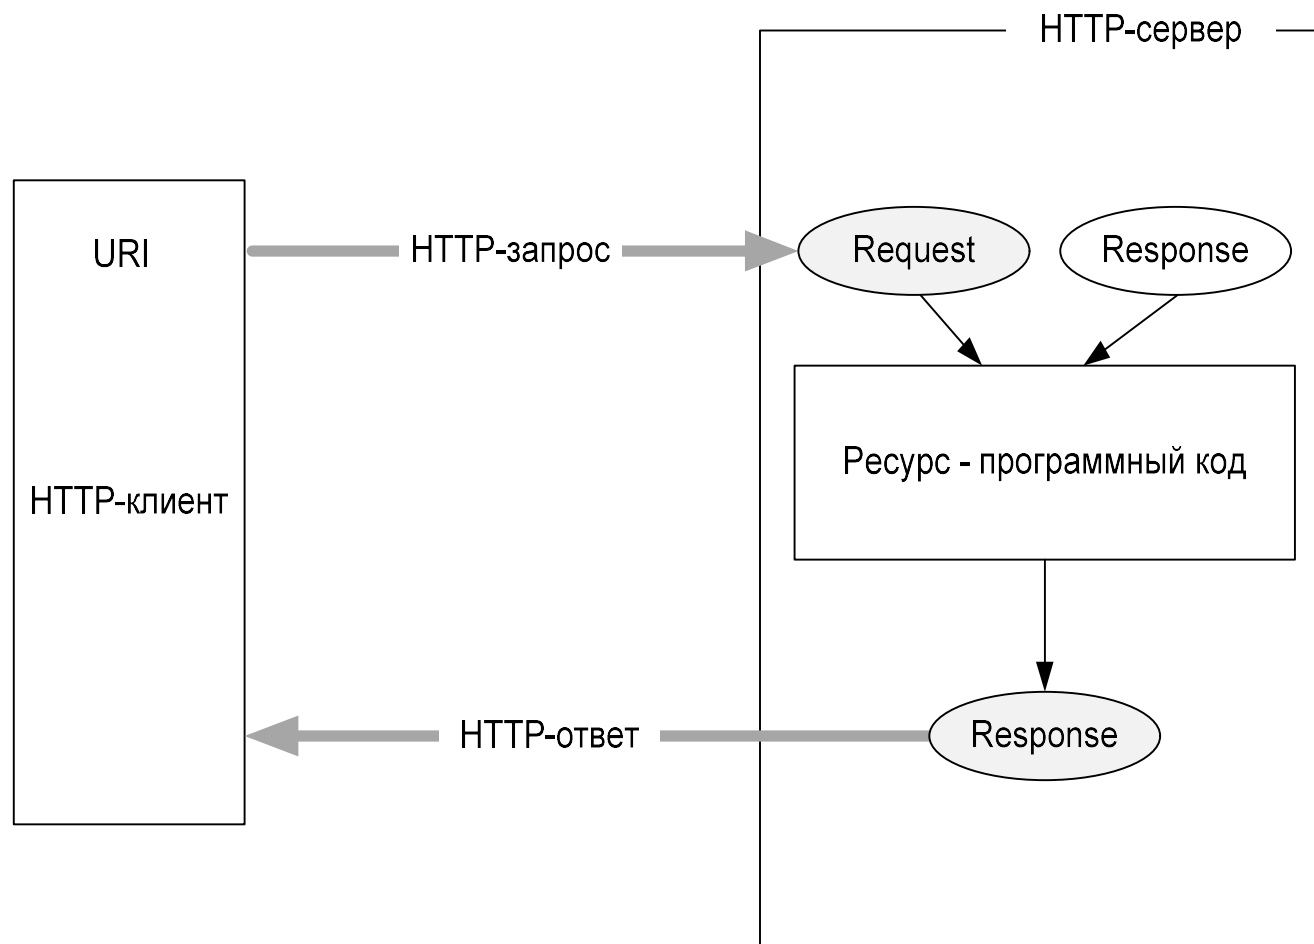 HTTP-сервер
URI
HTTP-запрос
Request
Response
Ресурс - программный код
HTTP-клиент
HTTP-ответ
Response